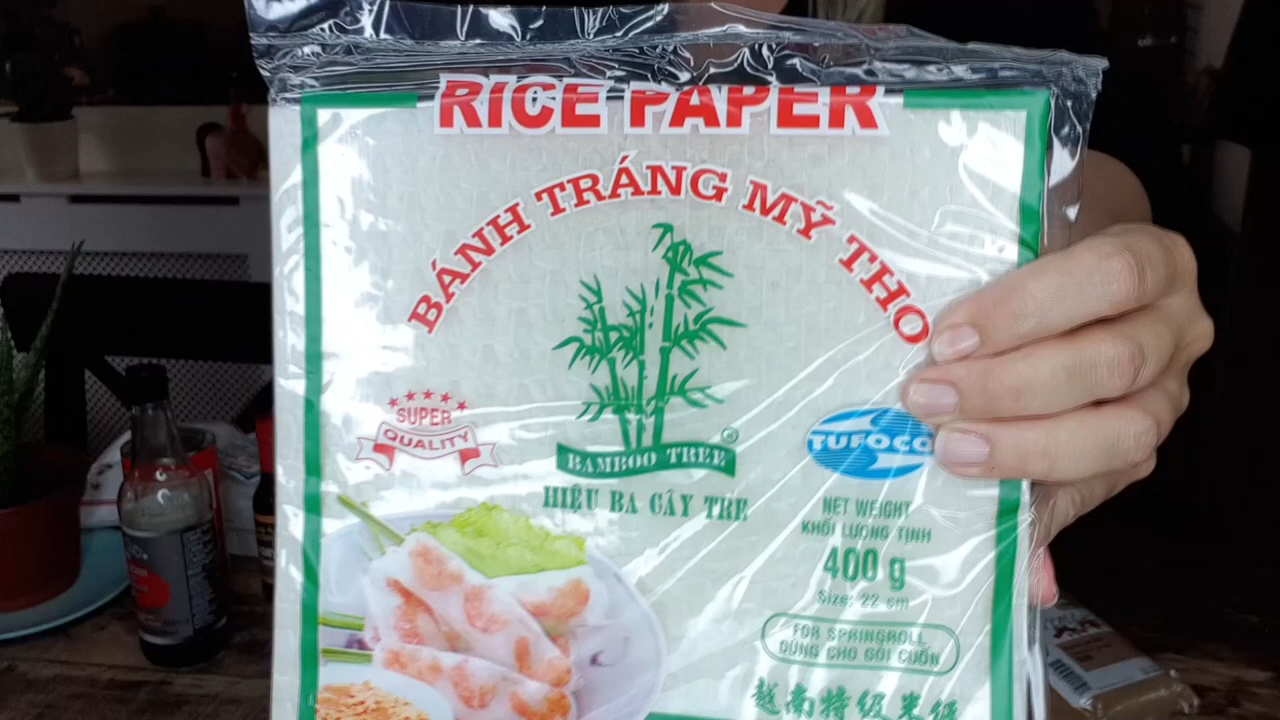 RICE PAPER
BÁNH TRÁNG MỸ THO
SUPER
QUALITY
BAMBOO TREE ®
HIỆU BA CÂY TRE
TUFOCO
NET WEIGHT
KHỐI LƯỢNG TỊNH
400 g
Size: 22 cm
FOR SPRINGROLL
DÙNG CHO GỎI CUỐN
越南特级米纸